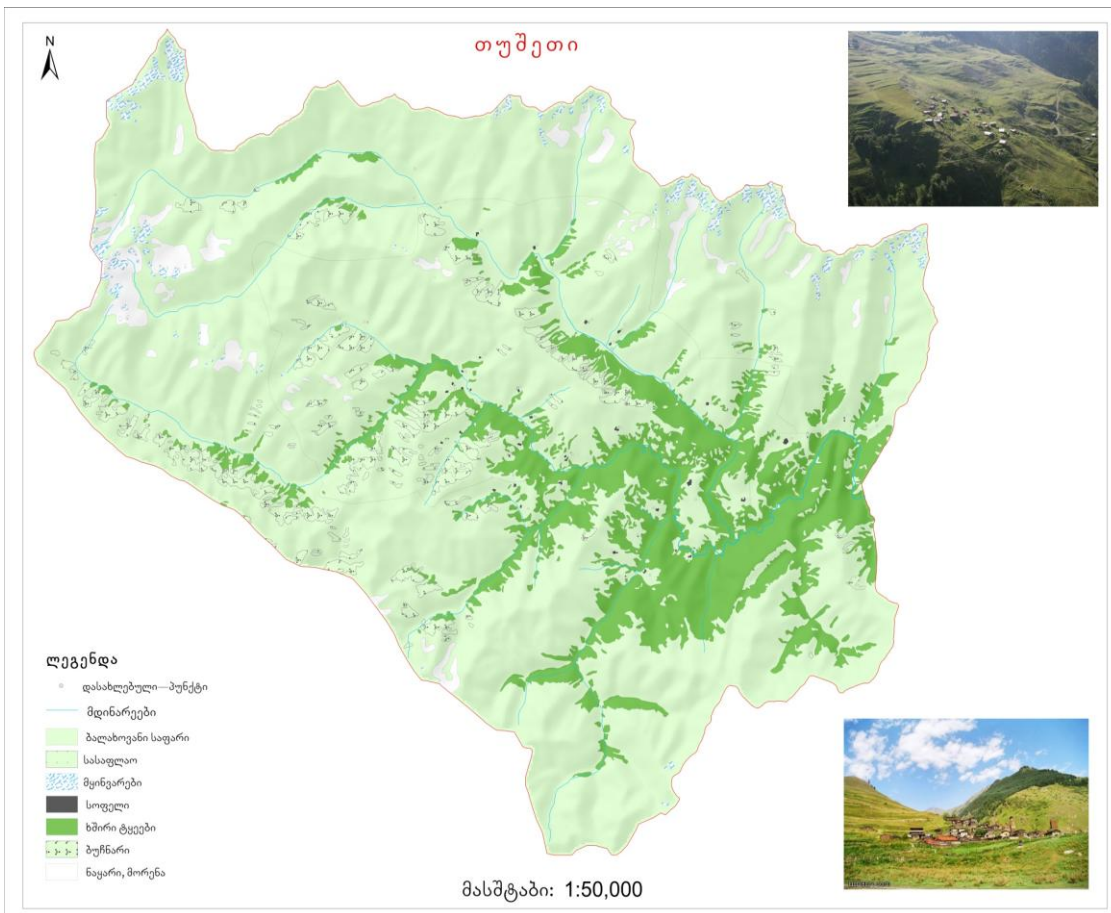 თუშეთი
N
ლეგენდა
დასახლებული—პუნქტი
მდინარეები
ბალახოვანი საფარი
სასაფლაო
მყინვარები
სოფელი
ხშირი ტყეები
ბუჩნარი
ნაყარი, მორენა
მასშტაბი: 1:50,000